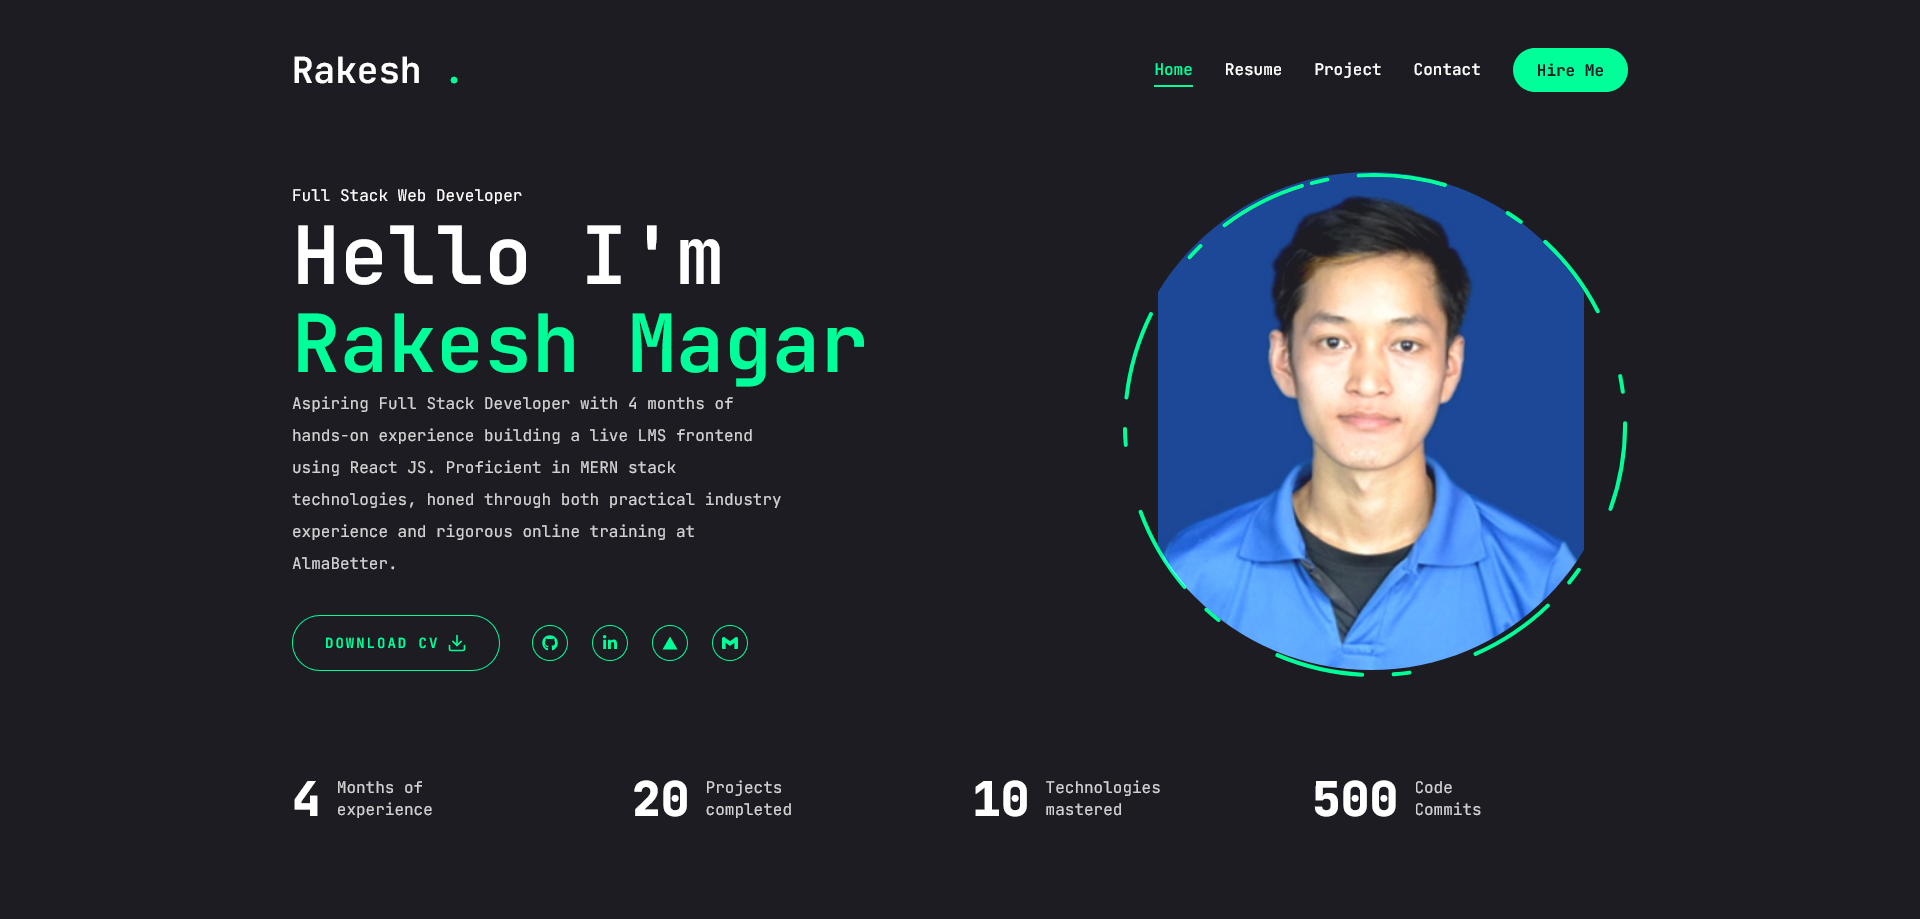 Rakesh .
Home Resume Project Contact Hire Me
Full Stack Web Developer
Hello I'm
Rakesh Magar
Aspiring Full Stack Developer with 4 months of
hands-on experience building a live LMS frontend
using React JS. Proficient in MERN stack
technologies, honed through both practical industry
experience and rigorous online training at
AlmaBetter.
DOWNLOAD CV
in
4 Months of
experience
20 Projects
completed
10 Technologies
mastered
500 Code
Commits